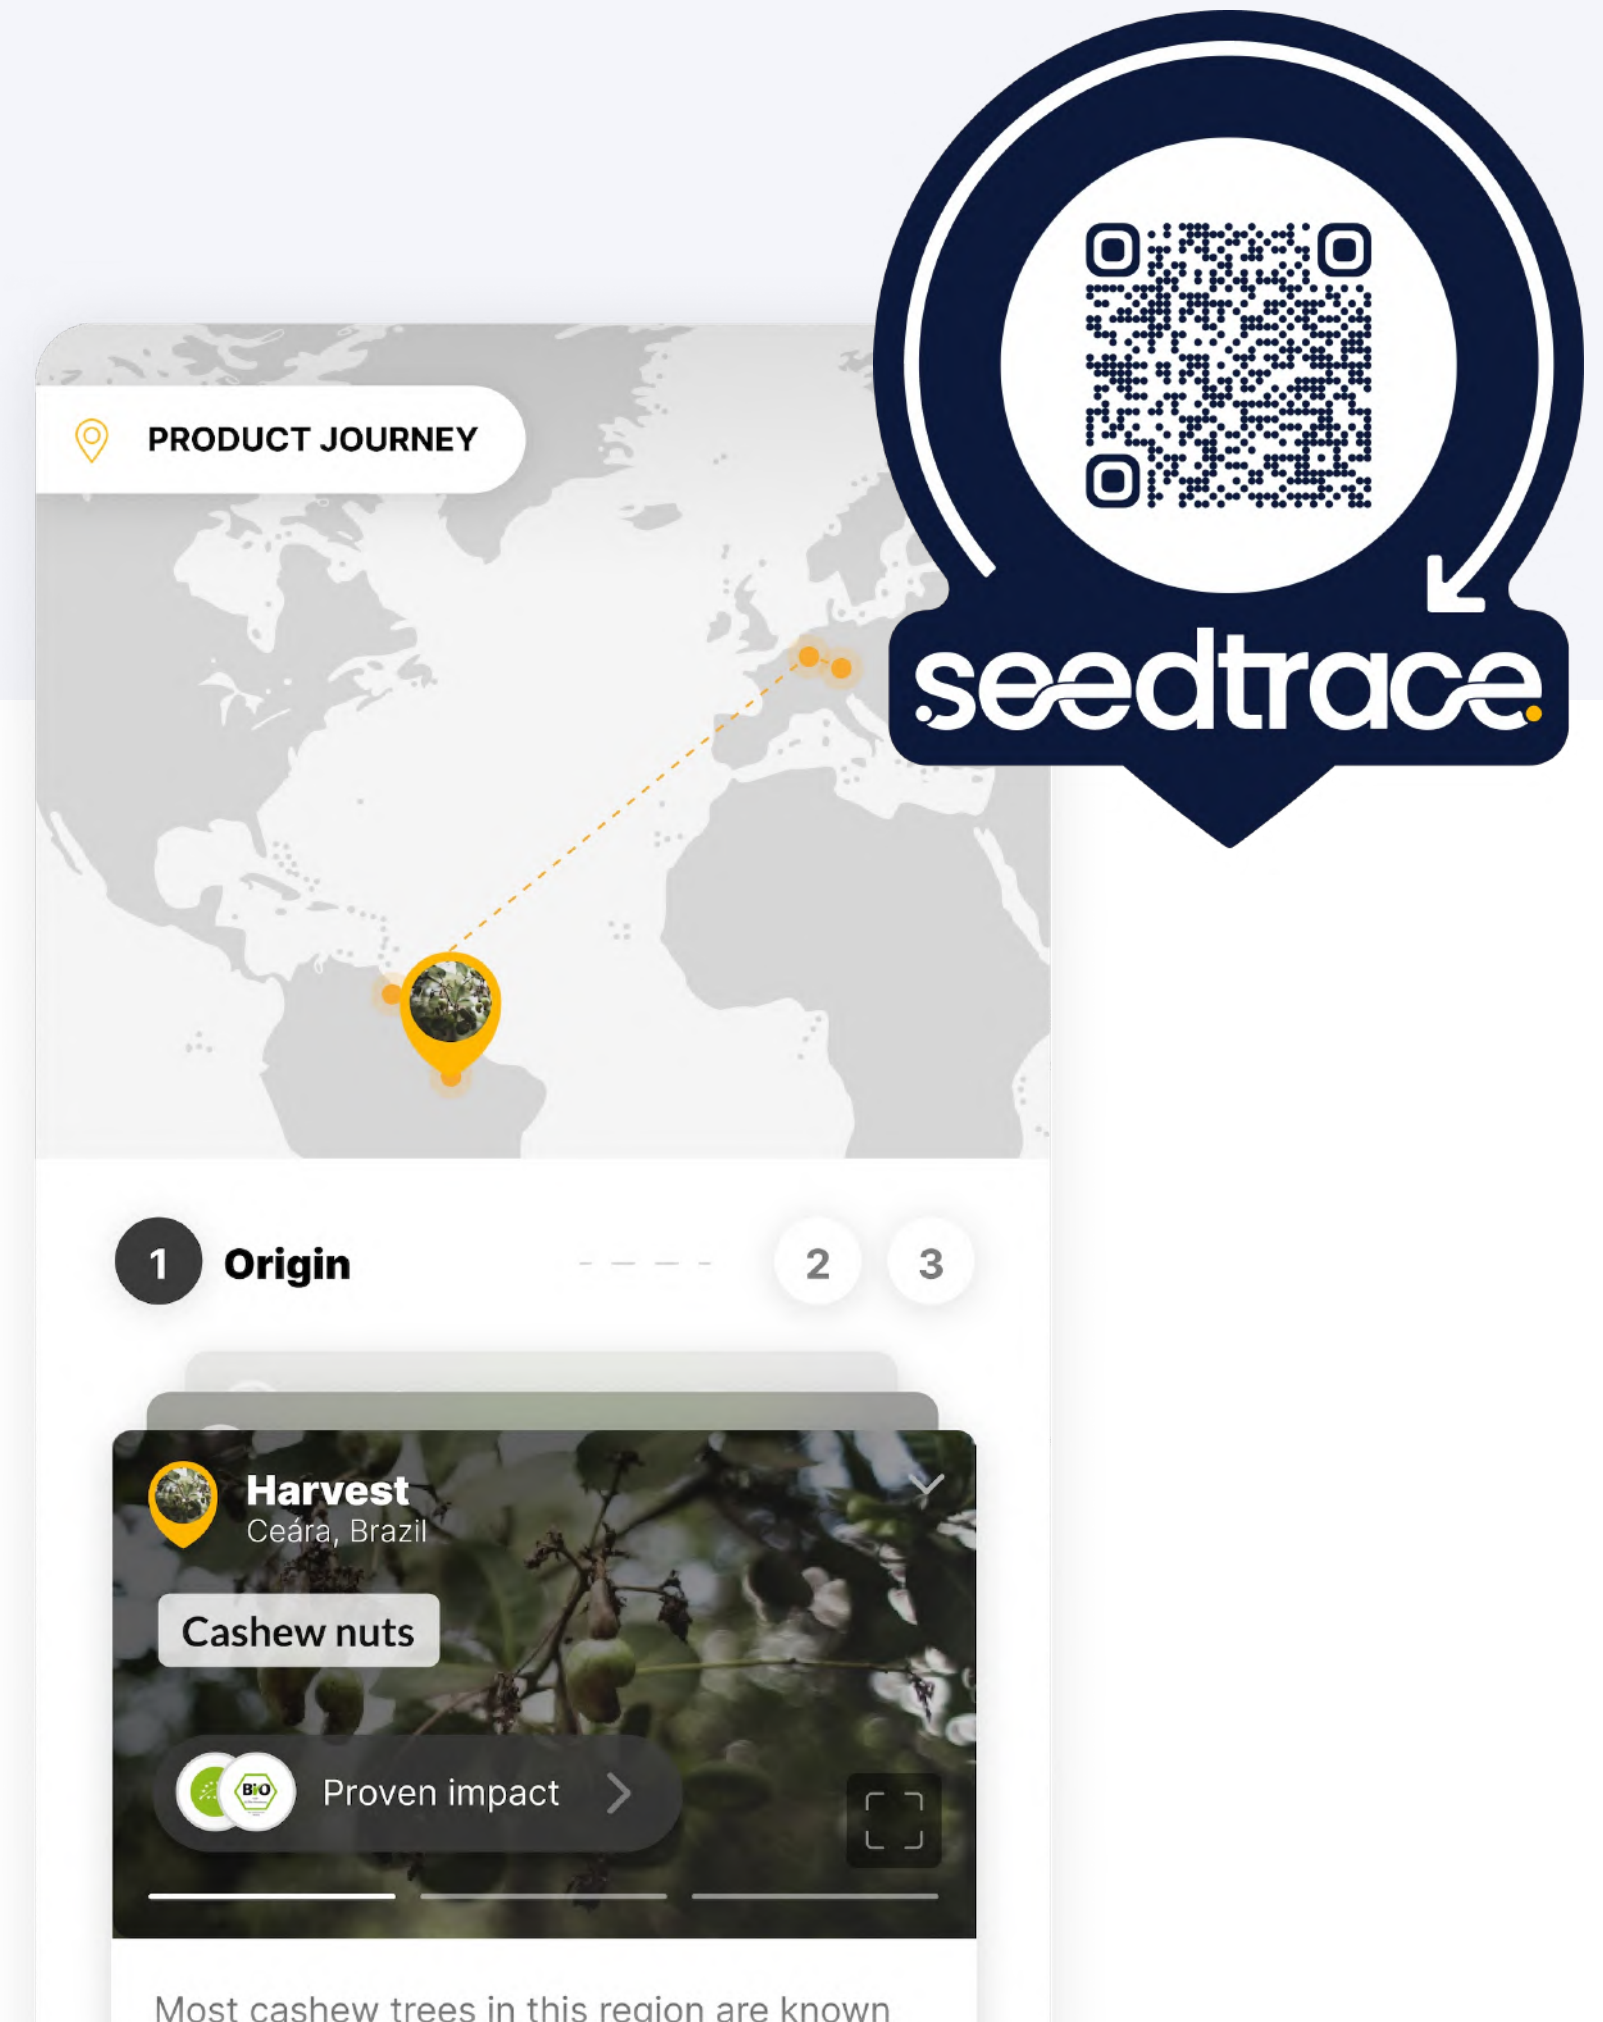 PRODUCT JOURNEY
seedtrace
1 Origin
2
3
Harvest
Ceára, Brazil
Cashew nuts
BiO
Proven impact
Most cashew trees in this region are known